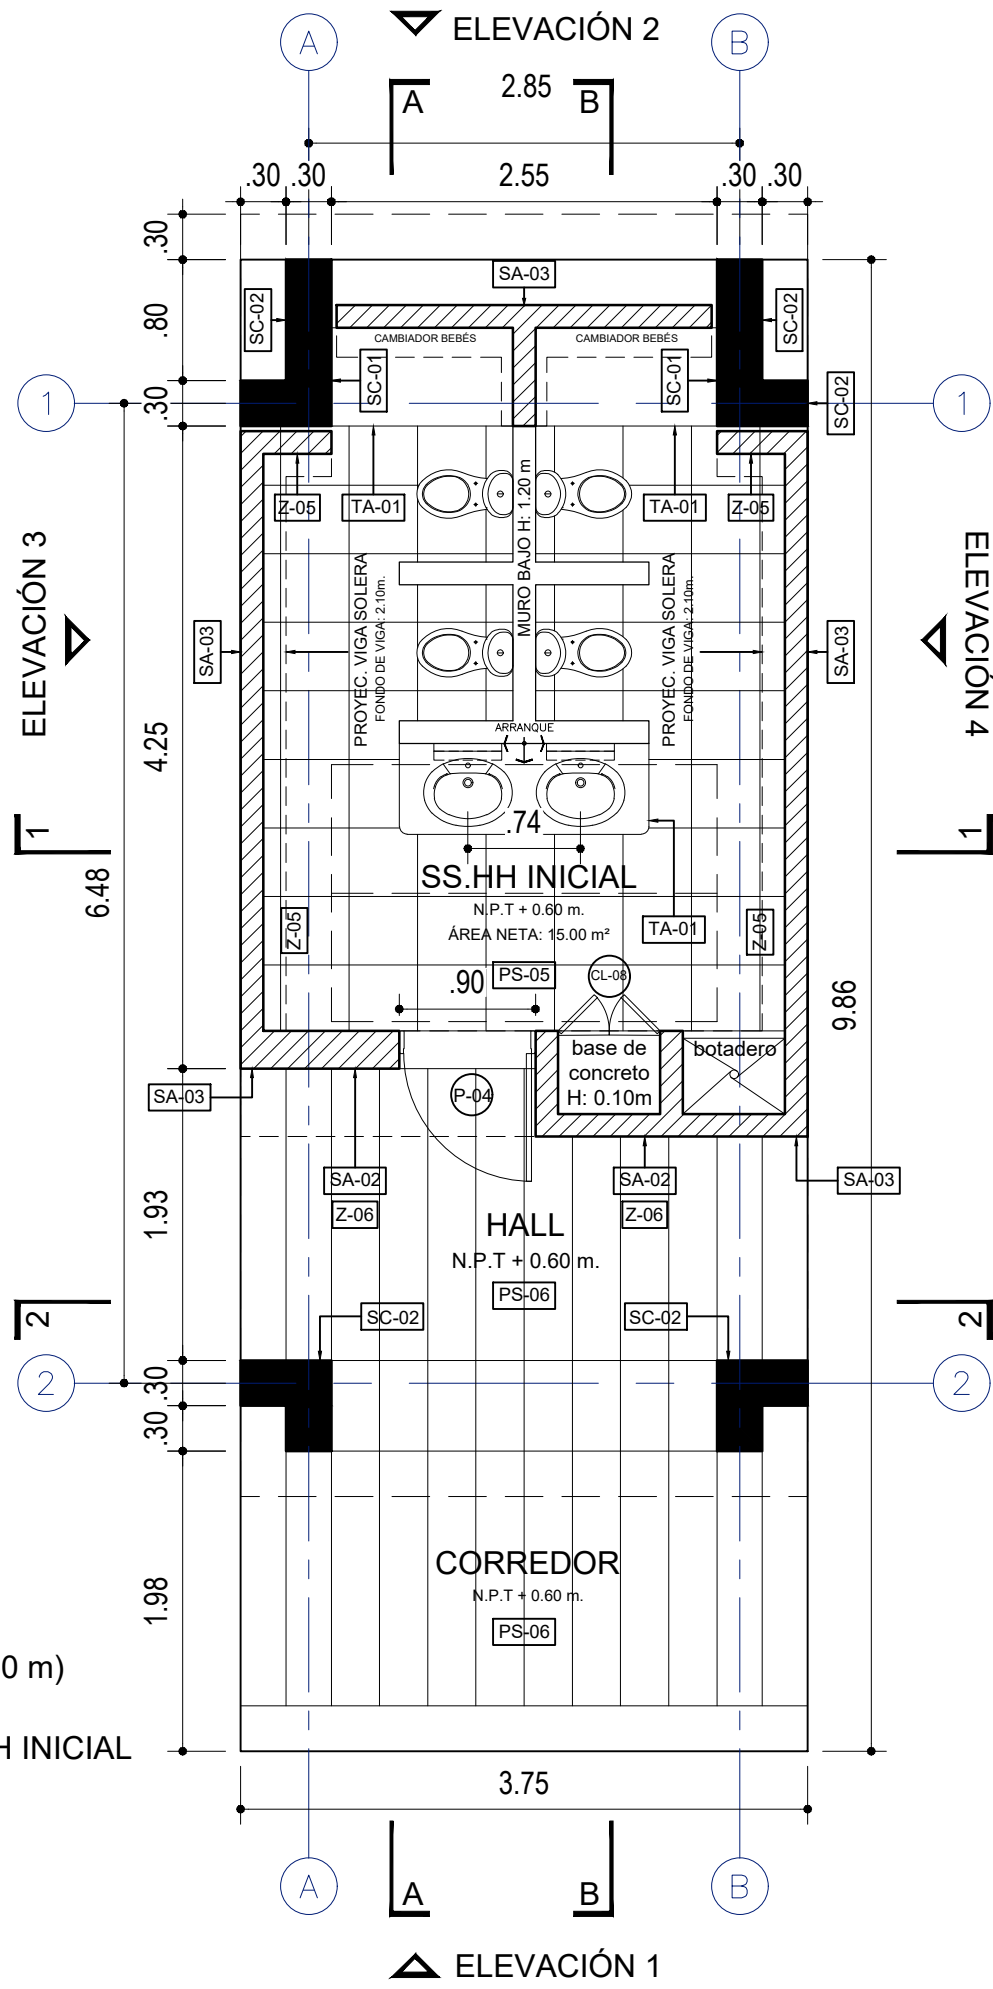 A
ELEVACIÓN 2
B
A
2.85
B
.30
.30
2.55
.30
.30
.30
SA-03
SC-02
SC-02
.80
CAMBIADOR BEBÉS
CAMBIADOR BEBÉS
SC-01
SC-01
1
.30
SC-02
1
MURO BAJO H: 1.20 m
Z-05
TA-01
TA-01
Z-05
ELEVACIÓN 3
PROYEC. VIGA SOLERA
FONDO DE VIGA: 2.10m.
PROYEC. VIGA SOLERA
FONDO DE VIGA: 2.10m.
ELEVACIÓN 4
SA-03
SA-03
ARRANQUE
4.25
1
.74
1
6.48
SS.HH INICIAL
N.P.T + 0.60 m.
ÁREA NETA: 15.00 m²
Z-05
TA-01
Z-05
.90
PS-05
CL-08
9.86
base de
concreto
H: 0.10m
botadero
SA-03
P-04
SA-02
Z-06
SA-02
Z-06
SA-03
1.93
HALL
N.P.T + 0.60 m.
PS-06
2
SC-02
SC-02
2
2
.30
2
.30
CORREDOR
N.P.T + 0.60 m.
PS-06
1.98
0 m)
H INICIAL
3.75
A
A
B
B
ELEVACIÓN 1